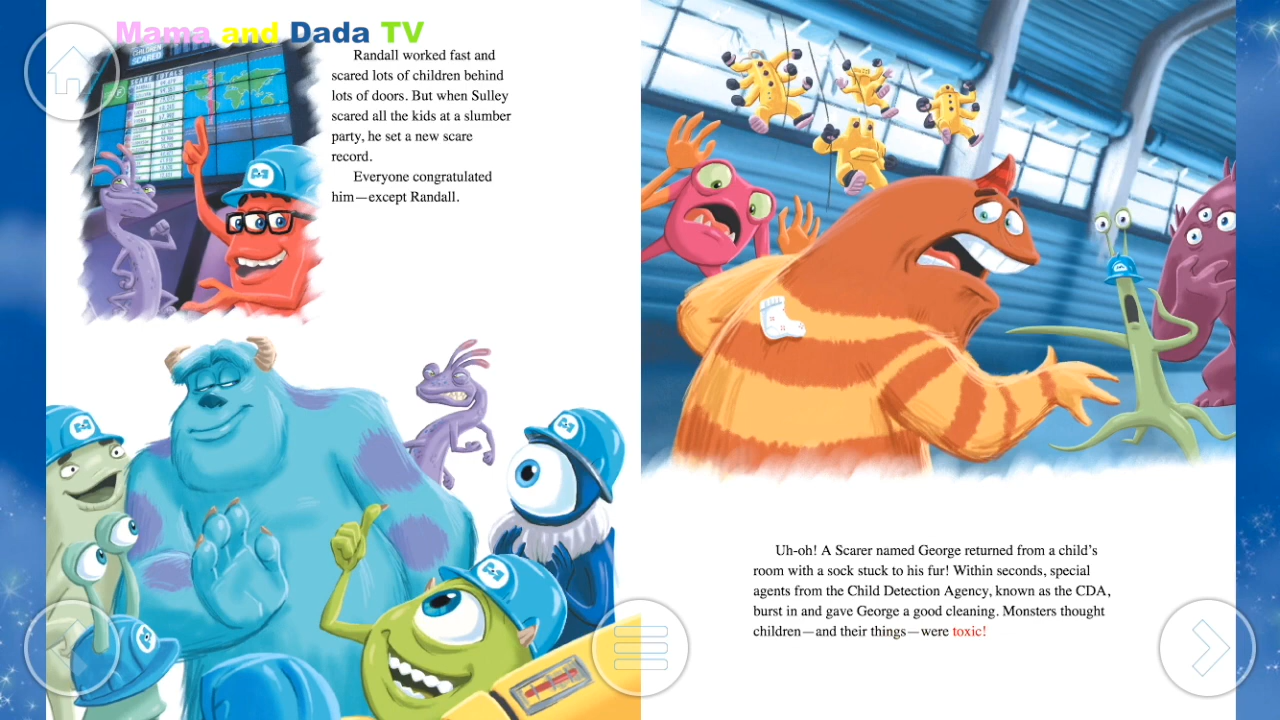 Mama and Dada TV
CHILDREN
SCARED
SCARE TOTALS
Randall worked fast and
scared lots of children behind
lots of doors. But when Sulley
scared all the kids at a slumber
party, he set a new scare
record.
Everyone congratulated
him—except Randall.
Uh-oh! A Scarer named George returned from a child's
room with a sock stuck to his fur! Within seconds, special
agents from the Child Detection Agency, known as the CDA,
burst in and gave George a good cleaning. Monsters thought
children—and their things—were toxic!